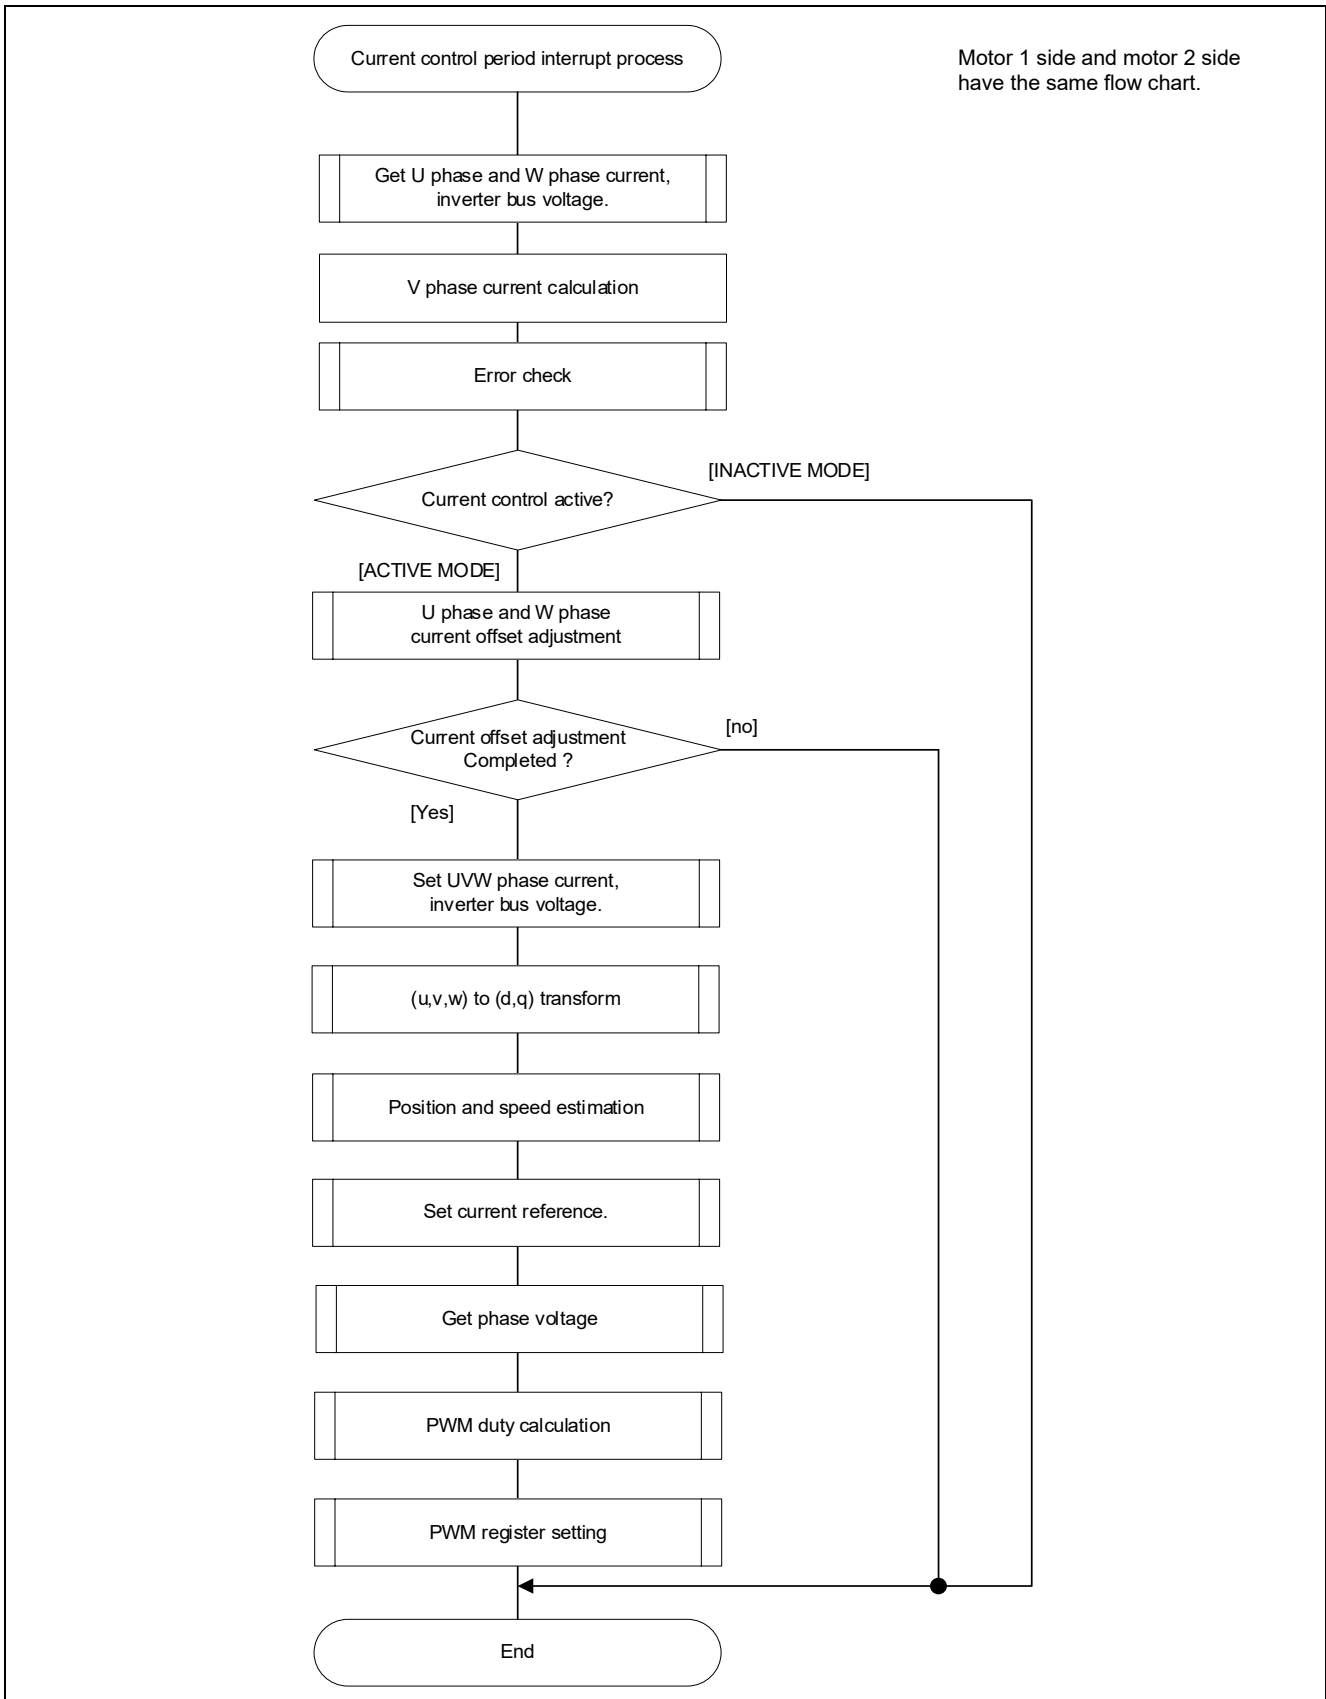 Current control period interrupt process
Motor 1 side and motor 2 side
have the same flow chart.
Get U phase and W phase current,
inverter bus voltage.
V phase current calculation
Error check
[INACTIVE MODE]
Current control active?
[ACTIVE MODE]
U phase and W phase
current offset adjustment
[no]
Current offset adjustment
Completed ?
[Yes]
Set UVW phase current,
inverter bus voltage.
(u,v,w) to (d,q) transform
Position and speed estimation
Set current reference.
Get phase voltage
PWM duty calculation
PWM register setting
End